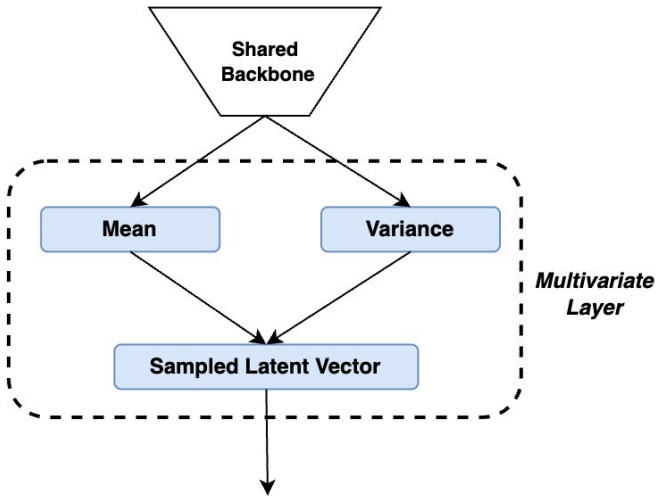 Shared
Backbone
Mean
Variance
Multivariate
Layer
Sampled Latent Vector